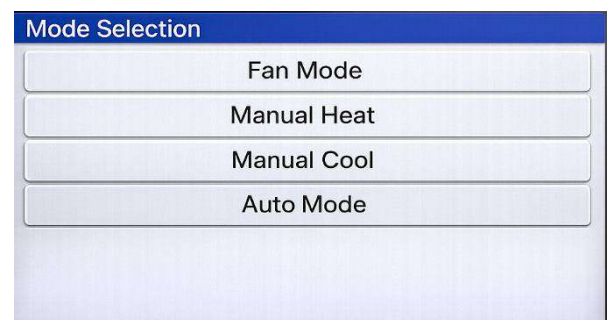 Mode Selection
Fan Mode
Manual Heat
Manual Cool
Auto Mode